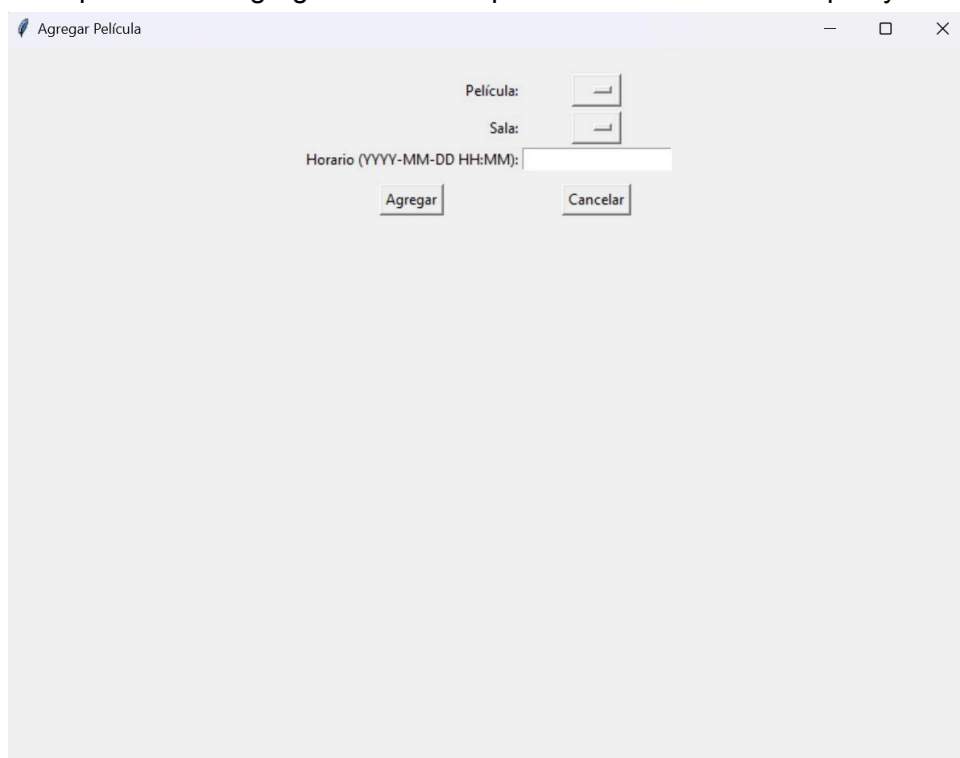 Agregar Película
Película:
Sala:
Horario (YYYY-MM-DD HH:MM):
Agregar Cancelar